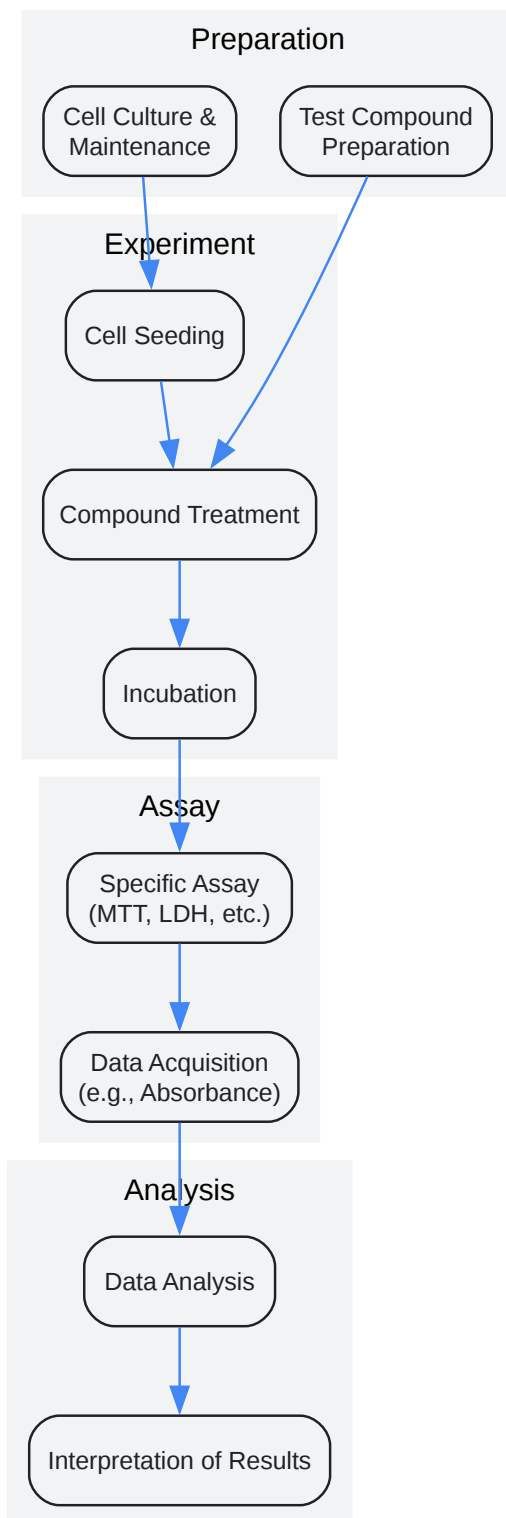 Preparation
Cell Culture &
Maintenance
Test Compound
Preparation
Experiment
Cell Seeding
Compound Treatment
Incubation
Assay
Specific Assay
(MTT, LDH, etc.)
Data Acquisition
(e.g., Absorbance)
Analysis
Data Analysis
Interpretation of Results